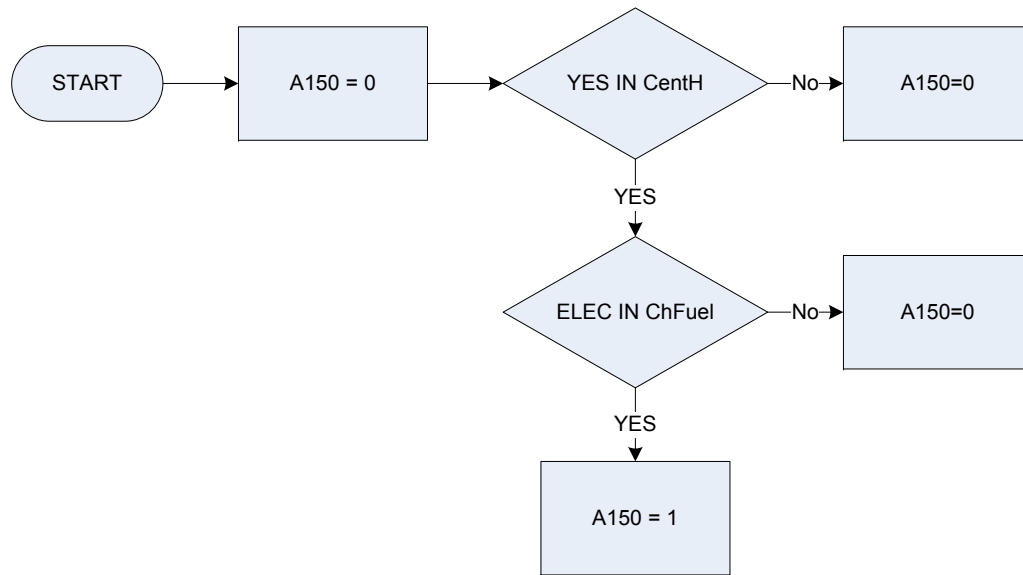 START
A150 = 0
YES IN CentH
No
A150=0
YES
ELEC IN ChFuel
No
A150=0
YES
A150 = 1